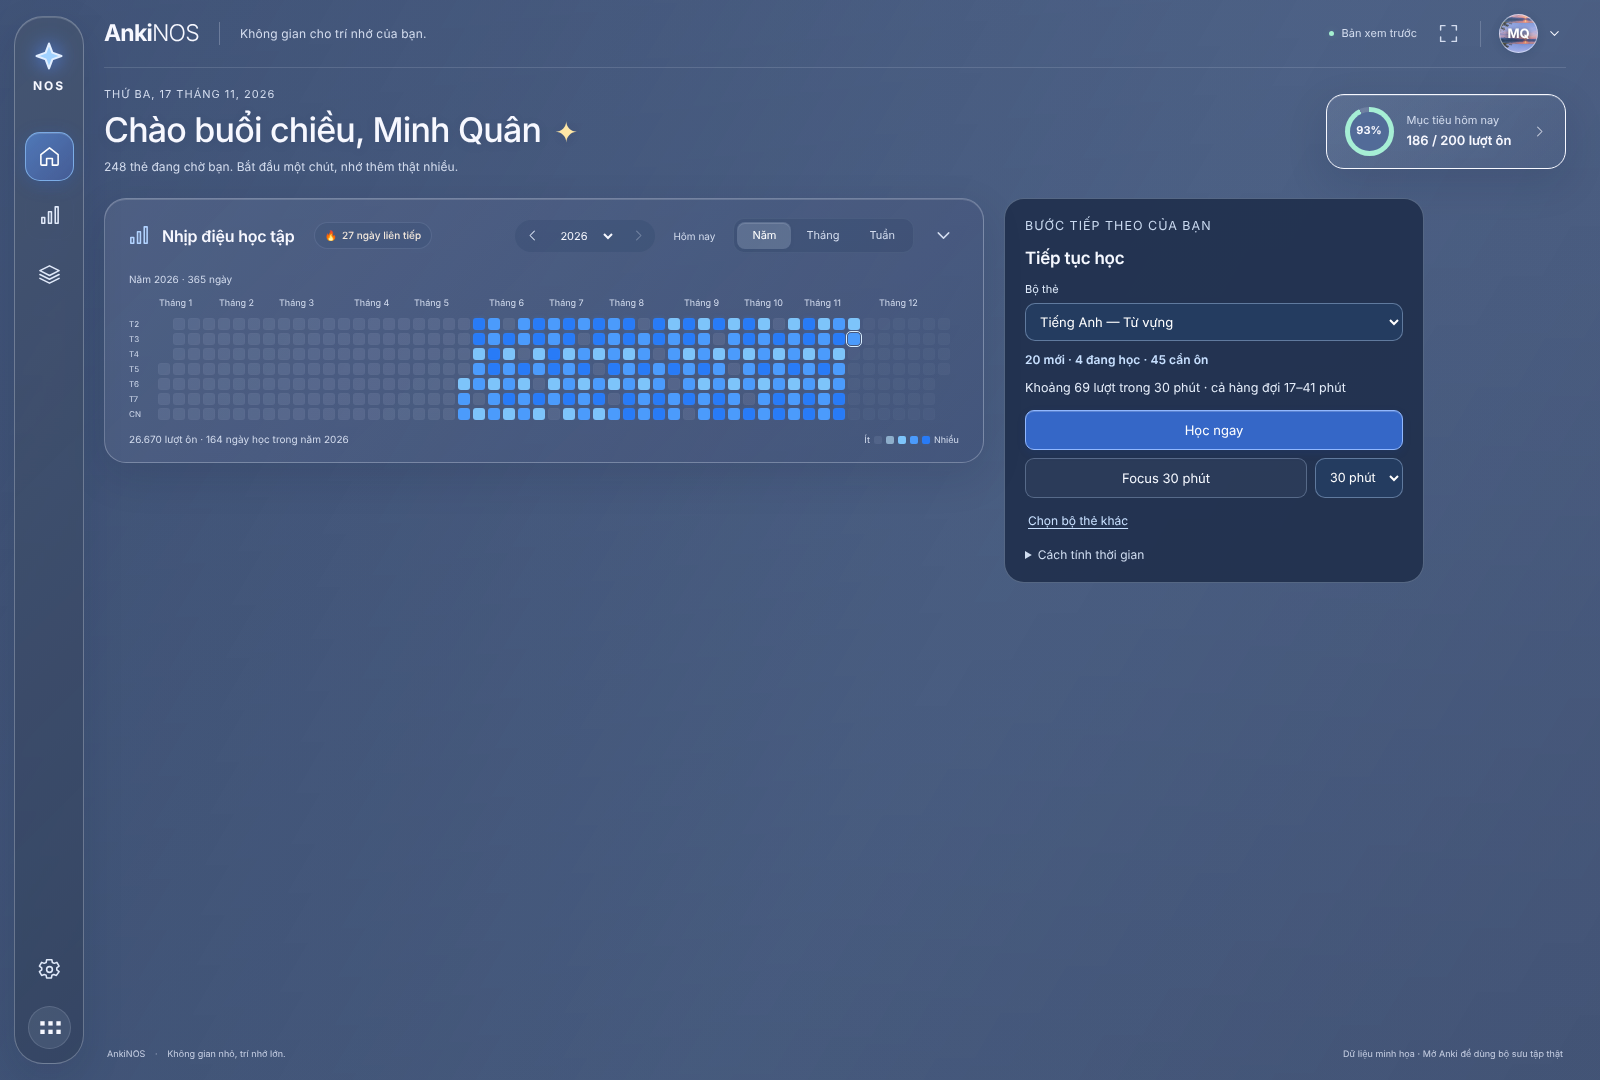 NOS
AnkiNOS
Không gian cho trí nhớ của bạn.
Bản xem trước
MQ
THỨ BA, 17 THÁNG 11, 2026
Chào buổi chiều, Minh Quân
248 thẻ đang chờ bạn. Bắt đầu một chút, nhớ thêm thật nhiều.
93%
Mục tiêu hôm nay
186 / 200 lượt ôn
Nhịp điệu học tập
27 ngày liên tiếp
2026
Hôm nay
Năm
Tháng
Tuần
Năm 2026 · 365 ngày
Tháng 1 Tháng 2 Tháng 3 Tháng 4 Tháng 5 Tháng 6 Tháng 7 Tháng 8 Tháng 9 Tháng 10 Tháng 11 Tháng 12
T2
T3
T4
T5
T6
T7
CN
26.670 lượt ôn · 164 ngày học trong năm 2026
Ít
Nhiều
BƯỚC TIẾP THEO CỦA BẠN
Tiếp tục học
Bộ thẻ
Tiếng Anh — Từ vựng
20 mới · 4 đang học · 45 cần ôn
Khoảng 69 lượt trong 30 phút · cả hàng đợi 17–41 phút
Học ngay
Focus 30 phút
30 phút
Chọn bộ thẻ khác
Cách tính thời gian
AnkiNOS · Không gian nhỏ, trí nhớ lớn.
Dữ liệu minh họa · Mở Anki để dùng bộ sưu tập thật